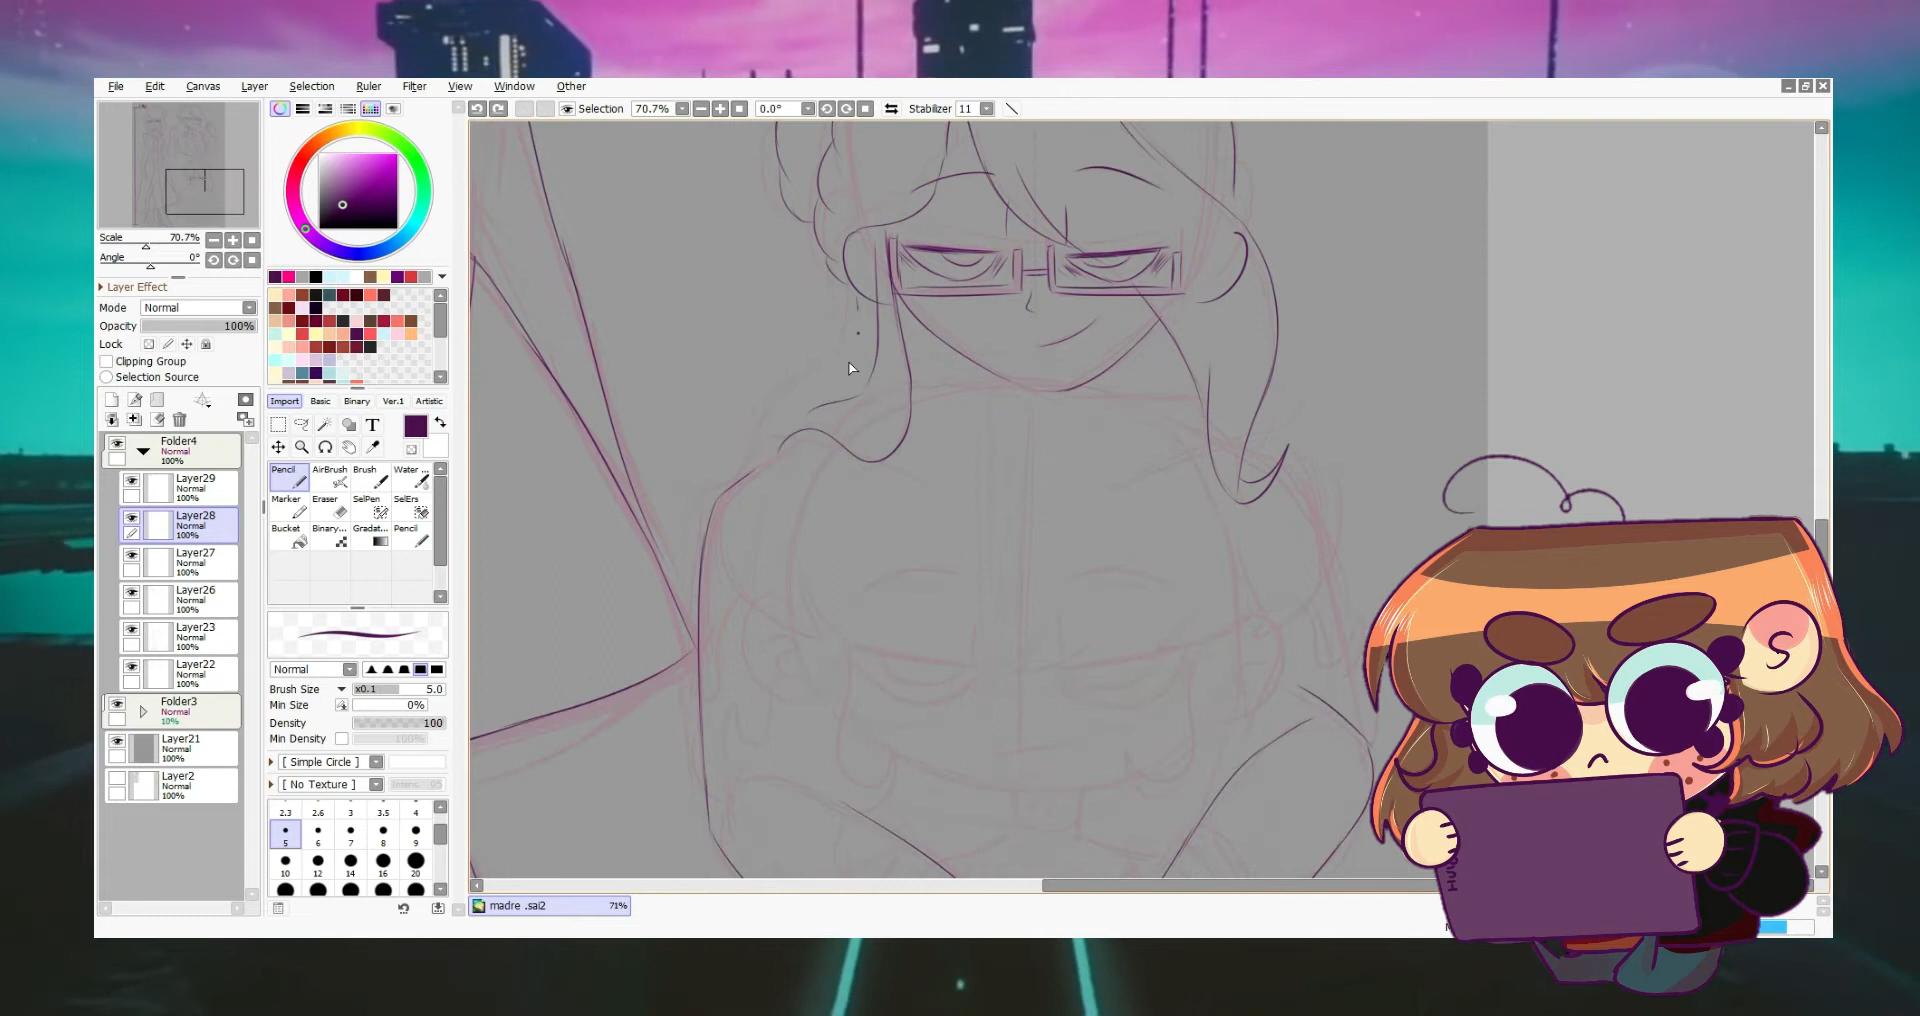 File Edit Canvas Layer Selection Ruler Filter View Window Other
Selection 70.7% 0.0° Stabilizer 11
Scale 70.7%
Angle 0°
Layer Effect
Mode Normal
Opacity 100%
Lock
Clipping Group
Selection Source
Folder4
Normal
100%
Layer29
Normal
100%
Layer28
Normal
100%
Layer27
Normal
100%
Layer26
Normal
100%
Layer23
Normal
100%
Layer22
Normal
100%
Folder3
Normal
10%
Layer21
Normal
100%
Layer2
Normal
100%
Import Basic Binary Ver.1 Artistic
T
Pencil AirBrush Brush Water ...
Marker Eraser SelPen SelErs
Bucket Binary... Gradat... Pencil
Normal
Brush Size x0.1 5.0
Min Size 0%
Density 100
Min Density 100%
[ Simple Circle ]
[ No Texture ]
2.3 2.6 3 3.5 4
5 6 7 8 9
10 12 14 16 20
madre .sai2 71%